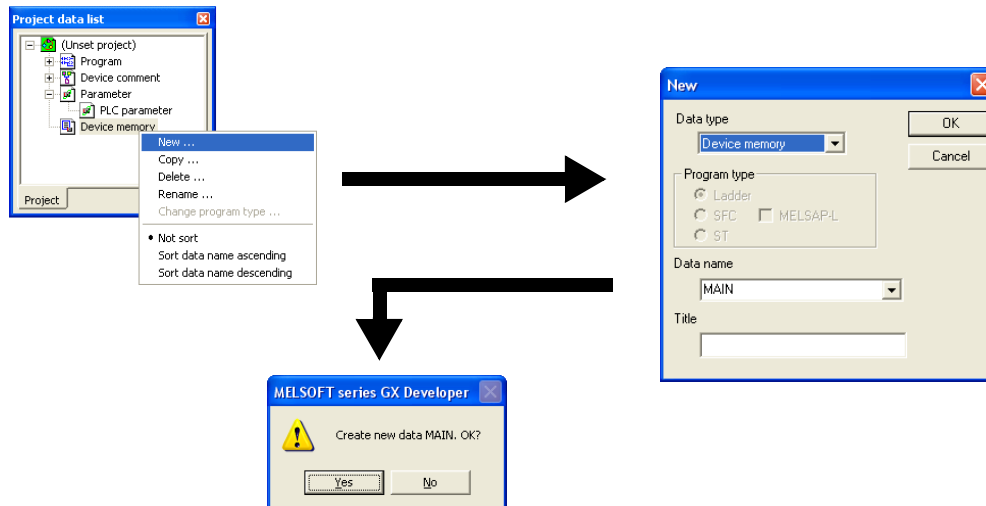 Project data list
(Unset project)
Program
Device comment
Parameter
PLC parameter
Device memory
New ...
Copy ...
Delete ...
Rename ...
Change program type ...
Not sort
Sort data name ascending
Sort data name descending
Project
New
Data type
Device memory
OK
Cancel
Program type
Ladder
SFC MELSAP-L
ST
Data name
MAIN
Title
MELSOFT series GX Developer
Create new data MAIN. OK?
Yes No